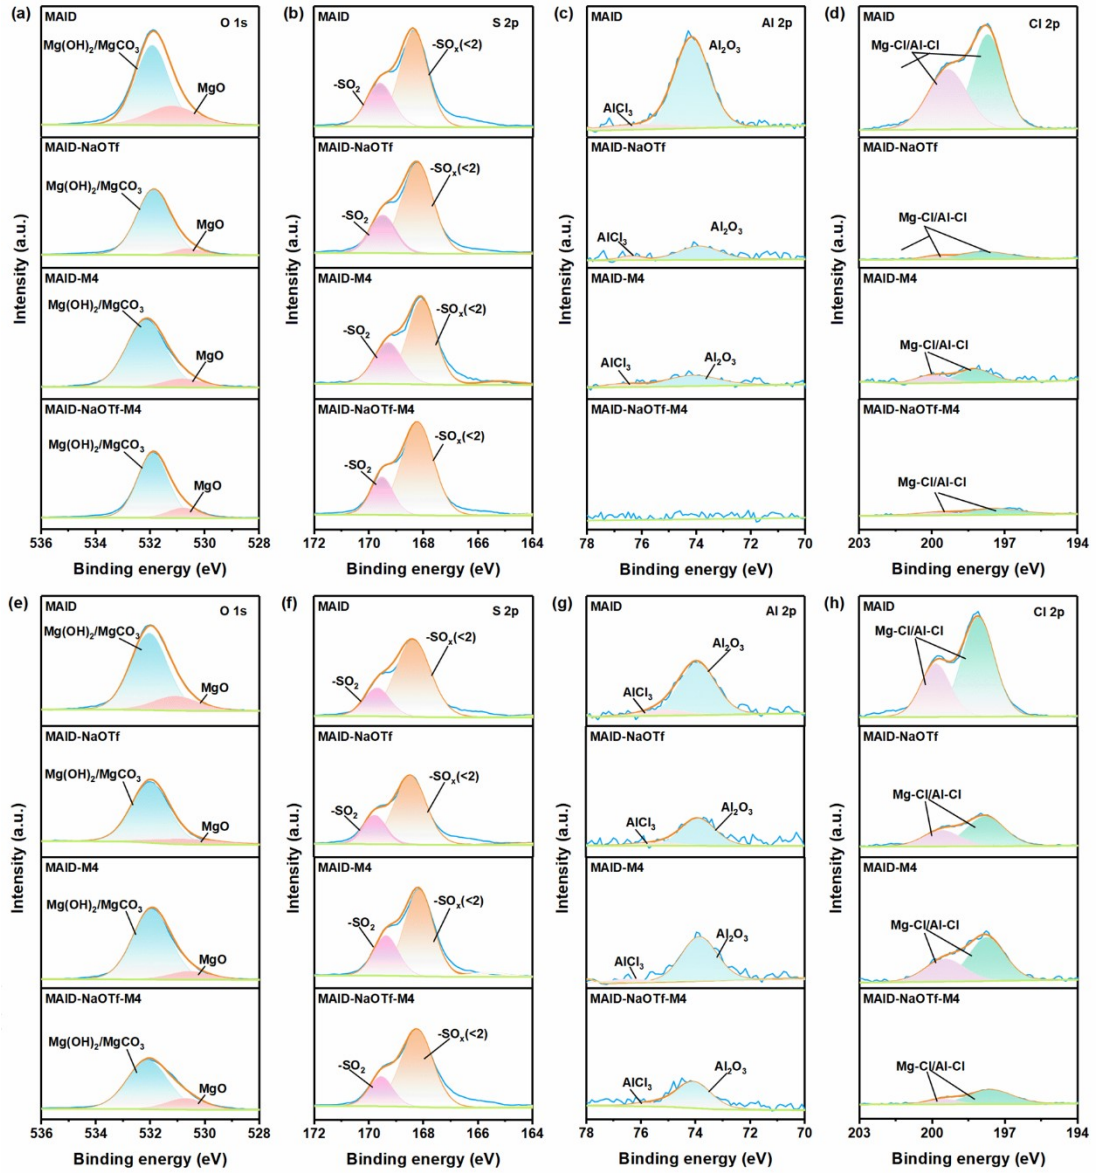 (a)
MAID
O 1s
Mg(OH)2/MgCO3
MgO
MAID-NaOTf
Mg(OH)2/MgCO3
MgO
MAID-M4
Mg(OH)2/MgCO3
MgO
MAID-NaOTf-M4
Mg(OH)2/MgCO3
MgO
536 534 532 530 528
Binding energy (eV)
Intensity (a.u.)
(b)
MAID
S 2p
-SOx(<2)
-SO2
MAID-NaOTf
-SOx(<2)
-SO2
MAID-M4
-SOx(<2)
-SO2
MAID-NaOTf-M4
-SOx(<2)
-SO2
172 170 168 166 164
Binding energy (eV)
Intensity (a.u.)
(c)
MAID
Al 2p
Al2O3
AlCl3
MAID-NaOTf
Al2O3
AlCl3
MAID-M4
Al2O3
AlCl3
MAID-NaOTf-M4
78 76 74 72 70
Binding energy (eV)
Intensity (a.u.)
(d)
MAID
Cl 2p
Mg-Cl/Al-Cl
MAID-NaOTf
Mg-Cl/Al-Cl
MAID-M4
Mg-Cl/Al-Cl
MAID-NaOTf-M4
Mg-Cl/Al-Cl
203 200 197 194
Binding energy (eV)
Intensity (a.u.)
(e)
MAID
O 1s
Mg(OH)2/MgCO3
MgO
MAID-NaOTf
Mg(OH)2/MgCO3
MgO
MAID-M4
Mg(OH)2/MgCO3
MgO
MAID-NaOTf-M4
Mg(OH)2/MgCO3
MgO
536 534 532 530 528
Binding energy (eV)
Intensity (a.u.)
(f)
MAID
S 2p
-SOx(<2)
-SO2
MAID-NaOTf
-SOx(<2)
-SO2
MAID-M4
-SOx(<2)
-SO2
MAID-NaOTf-M4
-SOx(<2)
-SO2
172 170 168 166 164
Binding energy (eV)
Intensity (a.u.)
(g)
MAID
Al 2p
Al2O3
AlCl3
MAID-NaOTf
Al2O3
AlCl3
MAID-M4
Al2O3
AlCl3
MAID-NaOTf-M4
Al2O3
AlCl3
78 76 74 72 70
Binding energy (eV)
Intensity (a.u.)
(h)
MAID
Cl 2p
Mg-Cl/Al-Cl
MAID-NaOTf
Mg-Cl/Al-Cl
MAID-M4
Mg-Cl/Al-Cl
MAID-NaOTf-M4
Mg-Cl/Al-Cl
203 200 197 194
Binding energy (eV)
Intensity (a.u.)